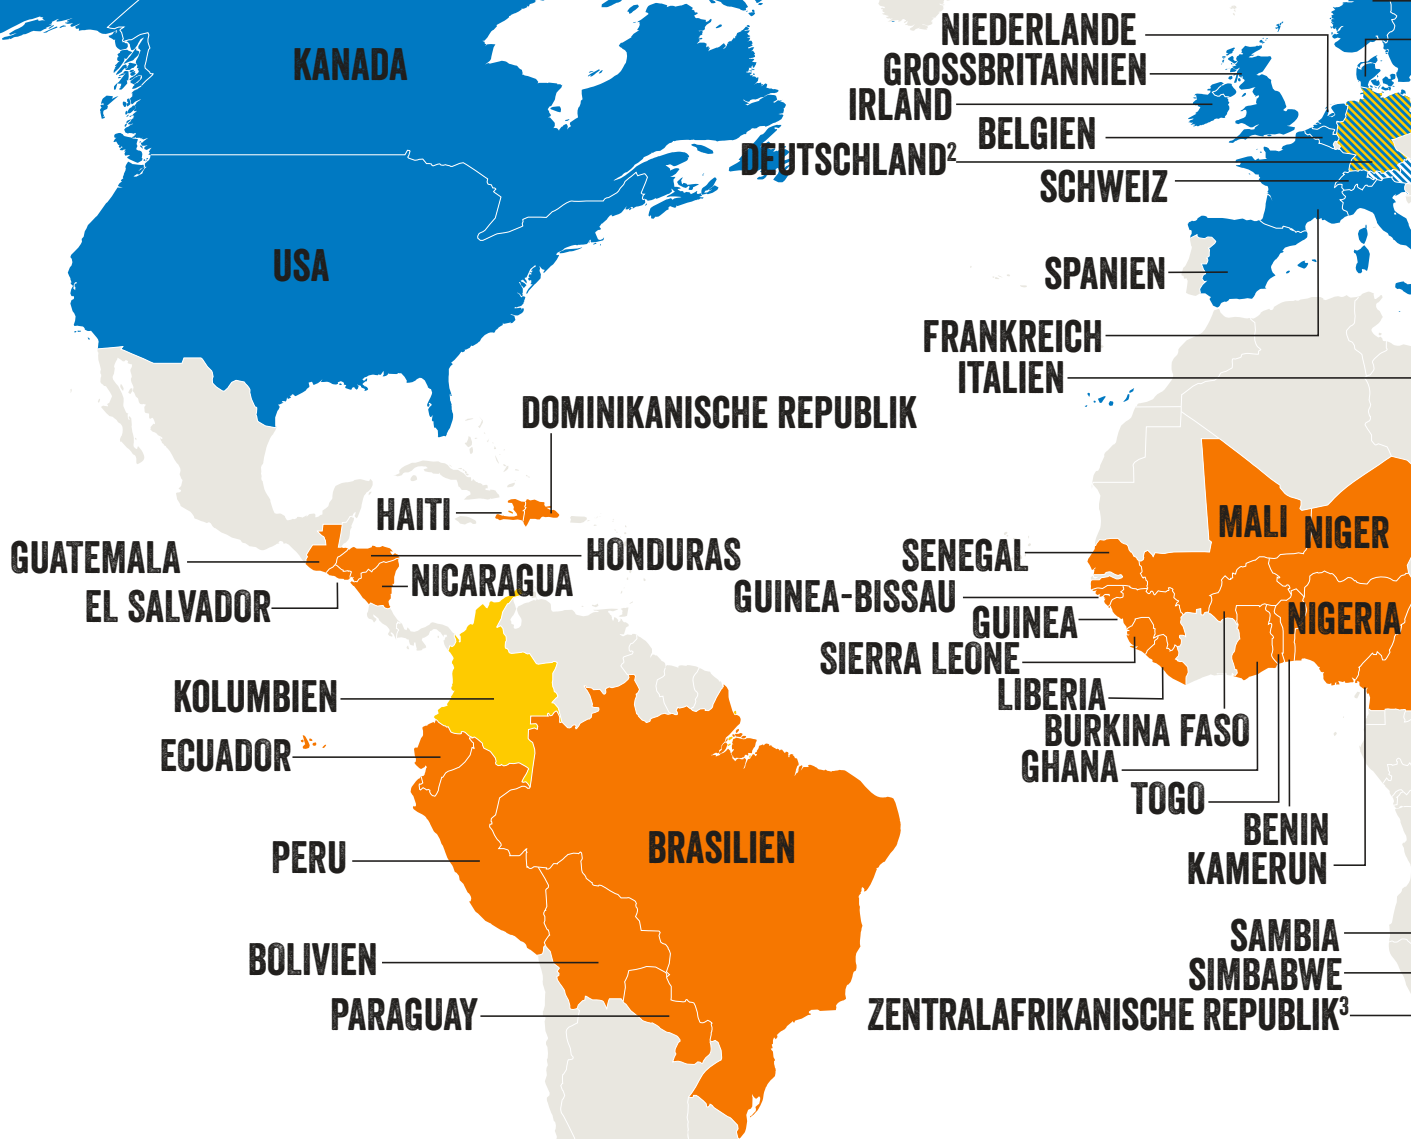 NIEDERLANDE
KANADA
GROSSBRITANNIEN
IRLAND
BELGIEN
DEUTSCHLAND²
SCHWEIZ
USA
SPANIEN
FRANKREICH
ITALIEN
DOMINIKANISCHE REPUBLIK
HAITI
MALI
NIGER
GUATEMALA
HONDURAS
SENEGAL
NICARAGUA
GUINEA-BISSAU
EL SALVADOR
GUINEA
NIGERIA
SIERRA LEONE
KOLUMBIEN
LIBERIA
BURKINA FASO
ECUADOR
GHANA
TOGO
BENIN
BRASILIEN
PERU
KAMERUN
SAMBIA
BOLIVIEN
SIMBABWE
PARAGUAY
ZENTRALAFRIKANISCHE REPUBLIK³